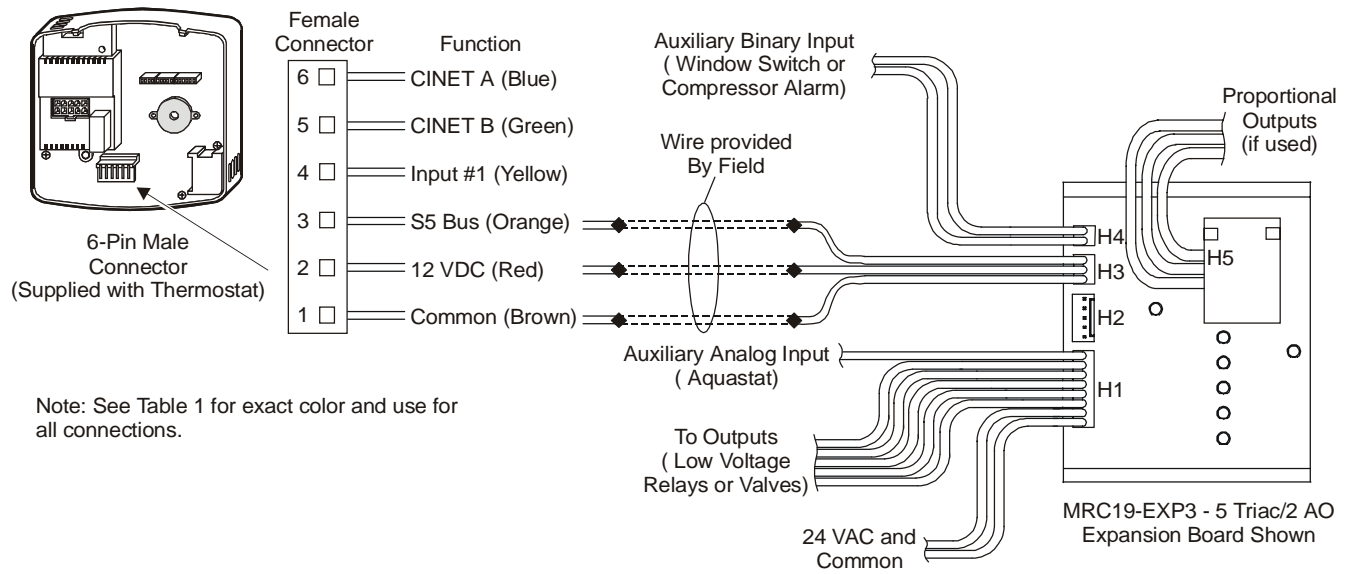 Female
Connector
Function
6
CINET A (Blue)
5
CINET B (Green)
4
Input #1 (Yellow)
3
S5 Bus (Orange)
2
12 VDC (Red)
1
Common (Brown)
6-Pin Male
Connector
(Supplied with Thermostat)
Note: See Table 1 for exact color and use for
all connections.
Auxiliary Binary Input
( Window Switch or
Compressor Alarm)
Wire provided
By Field
Proportional
Outputs
(if used)
H4
H3
H5
H2
H1
Auxiliary Analog Input
( Aquastat)
To Outputs
( Low Voltage
Relays or Valves)
24 VAC and
Common
MRC19-EXP3 - 5 Triac/2 AO
Expansion Board Shown